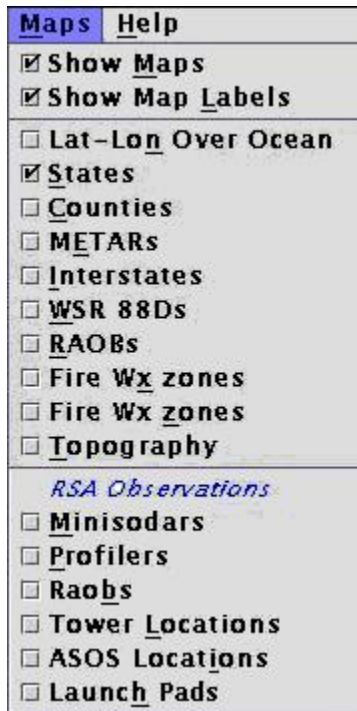 Maps Help
Show Maps
Show Map Labels
Lat-Lon Over Ocean
States
Counties
METARs
Interstates
WSR 88Ds
RAOBs
Fire Wx zones
Fire Wx zones
Topography
RSA Observations
Minisodars
Profilers
Raobs
Tower Locations
ASOS Locations
Launch Pads